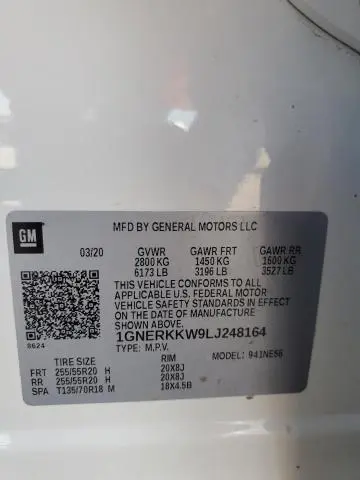 MFD BY GENERAL MOTORS LLC
GM
03/20 GVWR GAWR FRT GAWR RR
2800 KG 1450 KG 1600 KG
6173 LB 3196 LB 3527 LB
THIS VEHICLE CONFORMS TO ALL
APPLICABLE U.S. FEDERAL MOTOR
VEHICLE SAFETY STANDARDS IN EFFECT ON
THE DATE OF MANUFACTURE SHOWN ABOVE.
1GNERKKW9LJ248164
8624
TYPE: M.P.V. MODEL: 941NE56
TIRE SIZE RIM
FRT 255/55R20 H 20X8J
RR 255/55R20 H 20X8J
SPA T135/70R18 M 18X4.5B